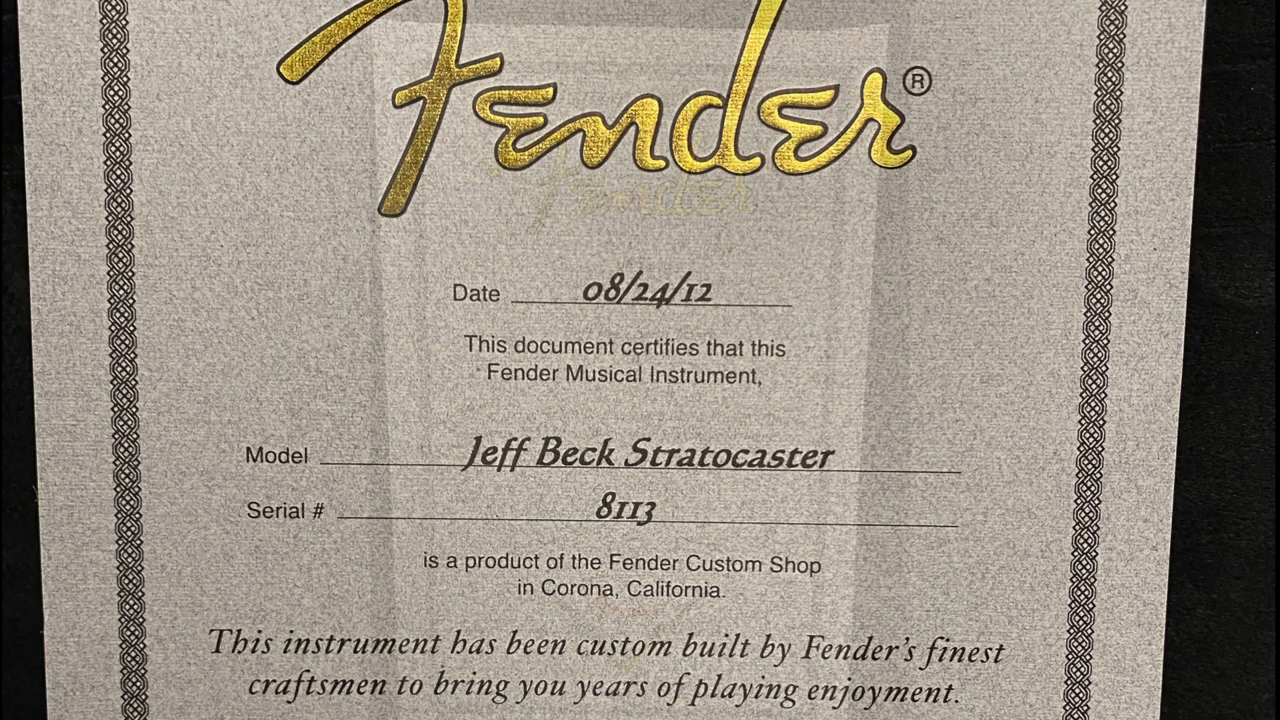 Fender®
Date 08/24/12
This document certifies that this
Fender Musical Instrument,
Model Jeff Beck Stratocaster
Serial # 8113
is a product of the Fender Custom Shop
in Corona, California.
This instrument has been custom built by Fender's finest
craftsmen to bring you years of playing enjoyment.